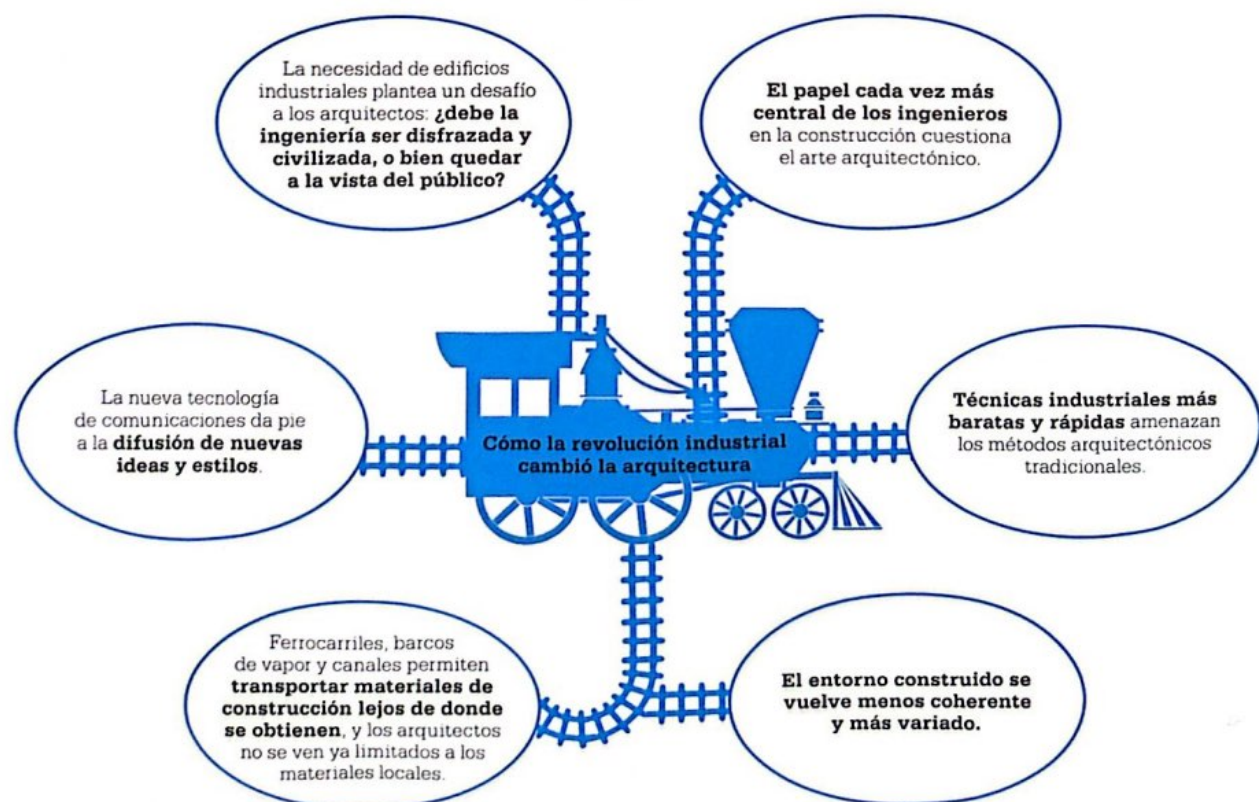 La necesidad de edificios
industriales plantea un desafío
a los arquitectos: ¿debe la
ingeniería ser disfrazada y
civilizada, o bien quedar
a la vista del público?
El papel cada vez más
central de los ingenieros
en la construcción cuestiona
el arte arquitectónico.
La nueva tecnología
de comunicaciones da pie
a la difusión de nuevas
ideas y estilos.
Cómo la revolución industrial
cambió la arquitectura
Técnicas industriales más
baratas y rápidas amenazan
los métodos arquitectónicos
tradicionales.
Ferrocarriles, barcos
de vapor y canales permiten
transportar materiales de
construcción lejos de donde
se obtienen, y los arquitectos
no se ven ya limitados a los
materiales locales.
El entorno construido se
vuelve menos coherente
y más variado.